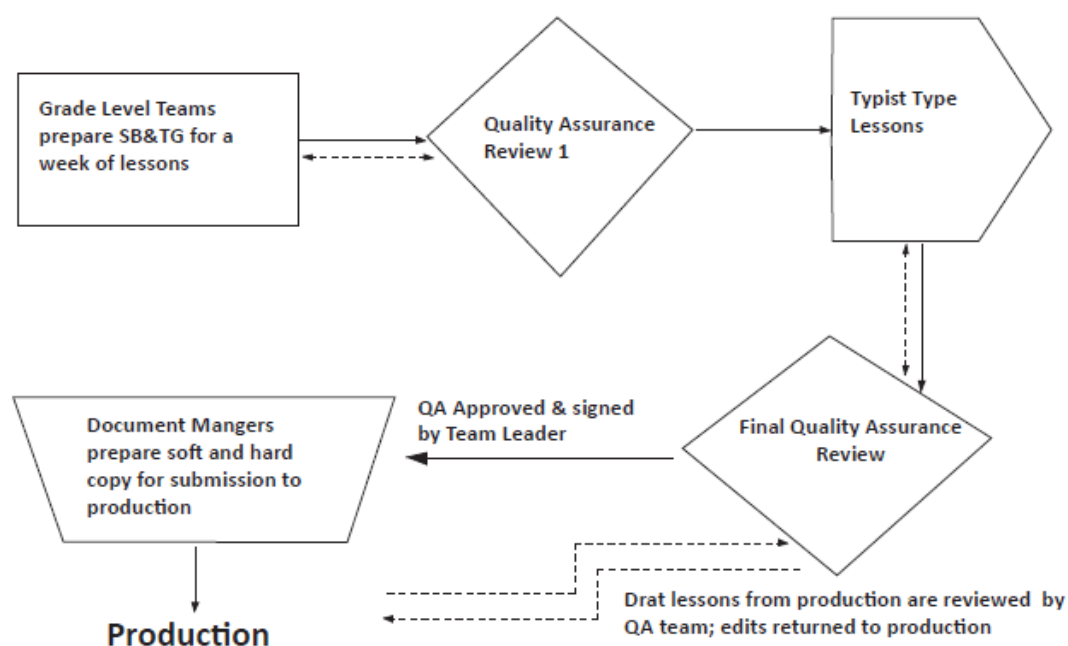 Grade Level Teams
prepare SB&TG for a
week of lessons
Quality Assurance
Review 1
Typist Type
Lessons
Final Quality Assurance
Review
QA Approved & signed
by Team Leader
Document Mangers
prepare soft and hard
copy for submission to
production
Production
Drat lessons from production are reviewed by
QA team; edits returned to production